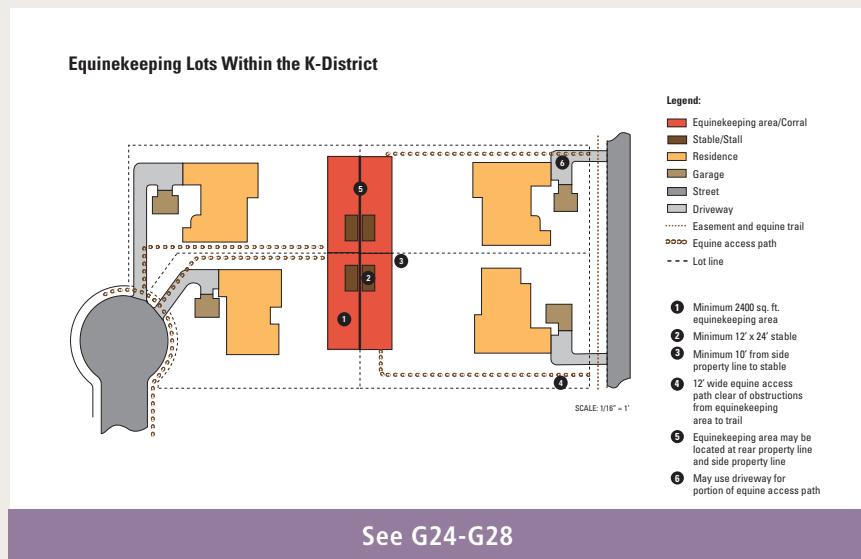 Equinekeeping Lots Within the K-District
Legend:
Equinekeeping area/Corral
Stable/Stall
Residence
Garage
Street
Driveway
Easement and equine trail
Equine access path
Lot line
6
5
3
2
1
4
SCALE: 1/16" = 1'
1 Minimum 2400 sq. ft.
equinekeeping area
2 Minimum 12' x 24' stable
3 Minimum 10' from side
property line to stable
4 12' wide equine access
path clear of obstructions
from equinekeeping
area to trail
5 Equinekeeping area may be
located at rear property line
and side property line
6 May use driveway for
portion of equine access path
See G24-G28